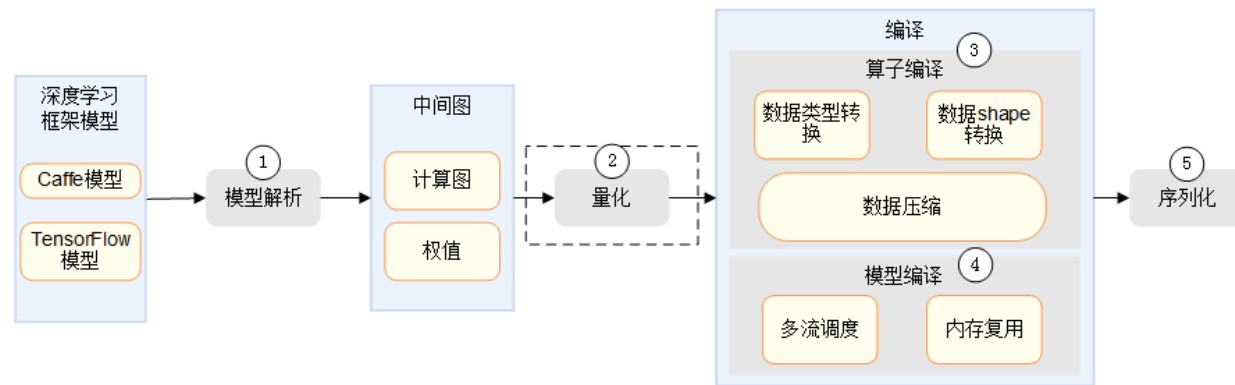 深度学习
框架模型
Caffe模型
TensorFlow
模型
①
模型解析
中间图
计算图
权值
②
量化
编译
③
算子编译
数据类型转
换
数据shape
转换
数据压缩
④
模型编译
多流调度
内存复用
⑤
序列化